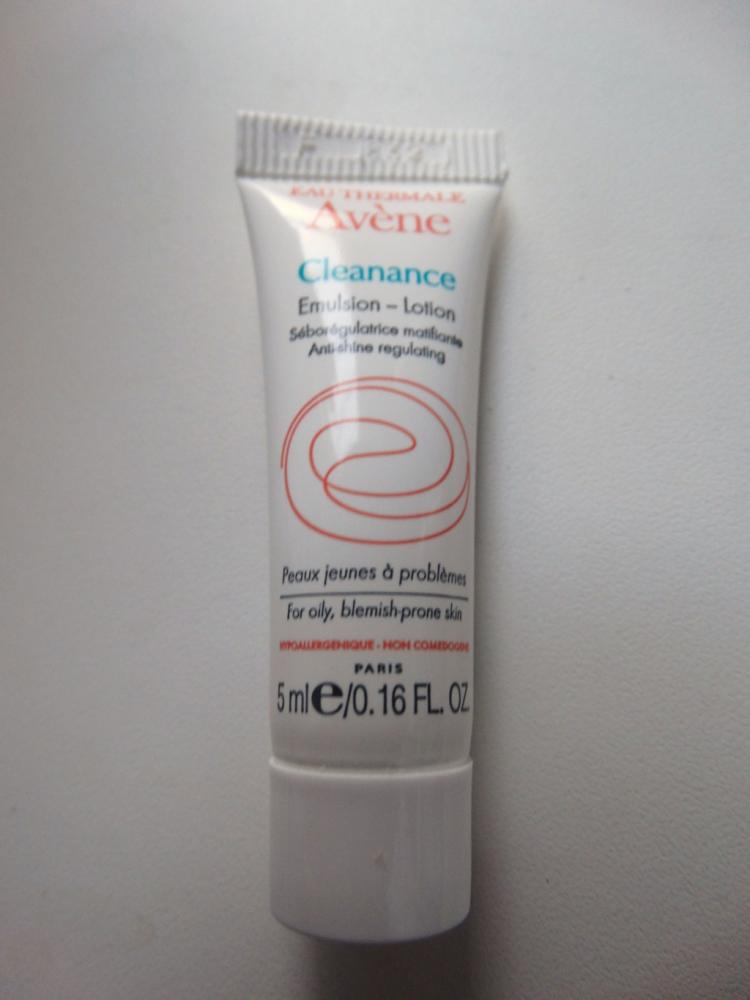 EAU THERMALE
Avène
Cleanance
Emulsion – Lotion
Séborégulatrice matifiante
Anti-shine regulating
Peaux jeunes à problèmes
For oily, blemish-prone skin
HYPOALLERGENIQUE - NON COMEDOGENE
PARIS
5 ml e/0.16 FL. OZ.